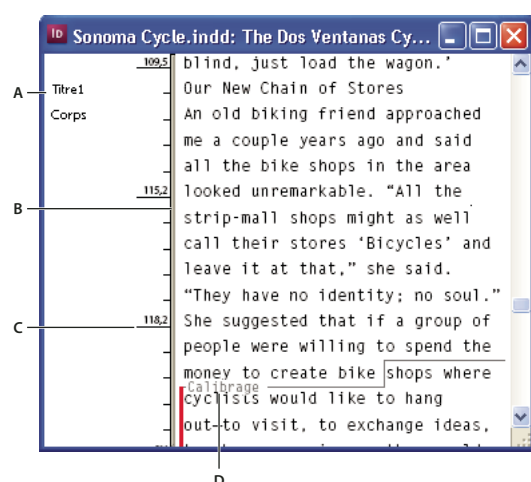 ID Sonoma Cycle.indd: The Dos Ventanas Cy...
109,5 blind, just load the wagon.’
A Titre1 Our New Chain of Stores
Corps An old biking friend approached
me a couple years ago and said
all the bike shops in the area
115,2 looked unremarkable. “All the
B strip-mall shops might as well
call their stores ‘Bicycles’ and
leave it at that,” she said.
“They have no identity; no soul.”
C 118,2 She suggested that if a group of
people were willing to spend the
money to create bike shops where
Calibrage
cyclists would like to hang
out to visit, to exchange ideas,
D